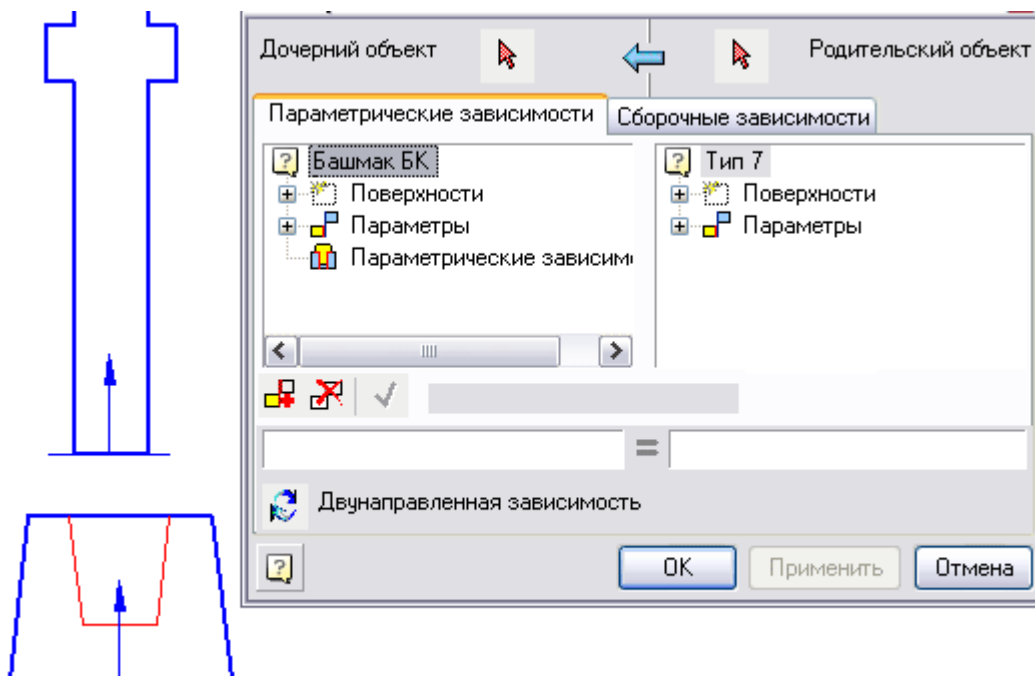 Дочерний объект
Родительский объект
Параметрические зависимости
Сборочные зависимости
Башмак БК
Поверхности
Параметры
Параметрические зависим
Тип 7
Поверхности
Параметры
=
Двунаправленная зависимость
? OK Применить Отмена